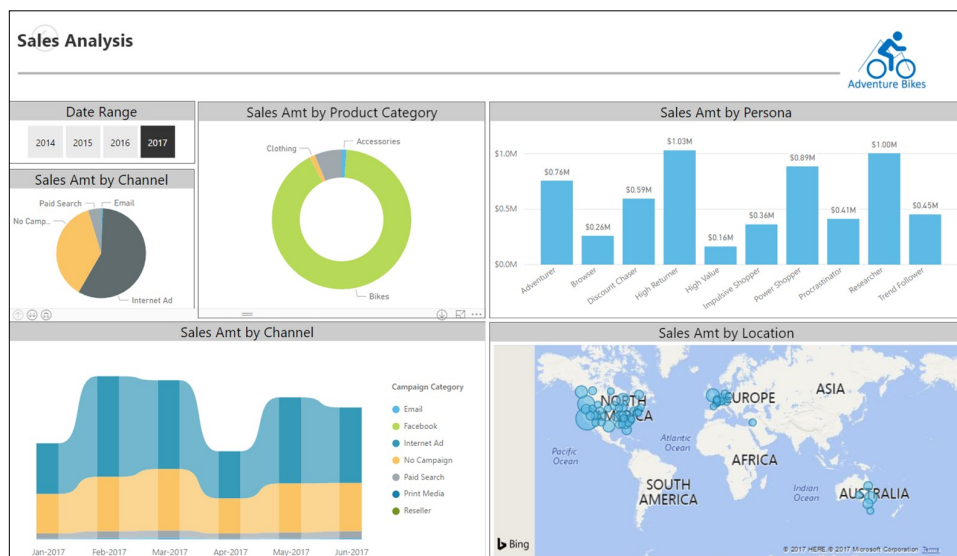 Sales Analysis
Adventure Bikes
Date Range
2014 2015 2016 2017
Sales Amt by Channel
Paid Search
Email
No Camp...
Internet Ad
Sales Amt by Product Category
Clothing
Accessories
Bikes
Sales Amt by Persona
$1.0M
$0.5M
$0.0M
$0.76M
$0.26M
$0.59M
$1.03M
$0.16M
$0.36M
$0.89M
$0.41M
$1.00M
$0.45M
Adventurer
Browser
Discount Chaser
High Returner
High Value
Impulsive Shopper
Power Shopper
Procrastinator
Researcher
Trend Follower
Sales Amt by Channel
Campaign Category
Email
Facebook
Internet Ad
No Campaign
Paid Search
Print Media
Reseller
Jan-2017 Feb-2017 Mar-2017 Apr-2017 May-2017 Jun-2017
Sales Amt by Location
NORTH
AMERICA
EUROPE
ASIA
Pacific
Ocean
Atlantic
Ocean
AFRICA
SOUTH
AMERICA
Indian
Ocean
AUSTRALIA
Bing
© 2017 HERE, © 2017 Microsoft Corporation Terms